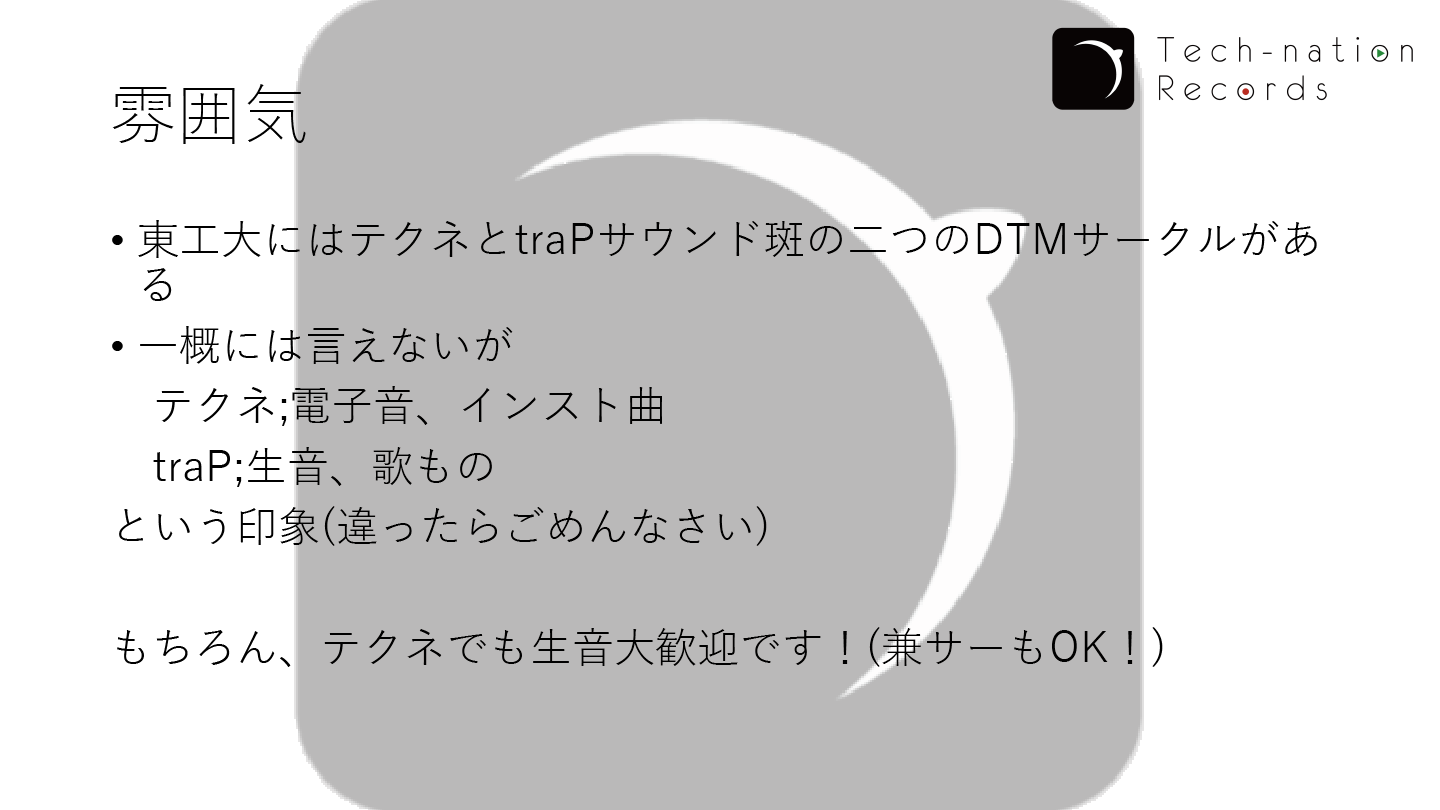 Tech-nation
Records
雰囲気
• 東工大にはテクネとtraPサウンド斑の二つのDTMサークルがあ
る
• 一概には言えないが
テクネ;電子音、インスト曲
traP;生音、歌もの
という印象(違ったらごめんなさい)
もちろん、テクネでも生音大歓迎です！(兼サーもOK！)